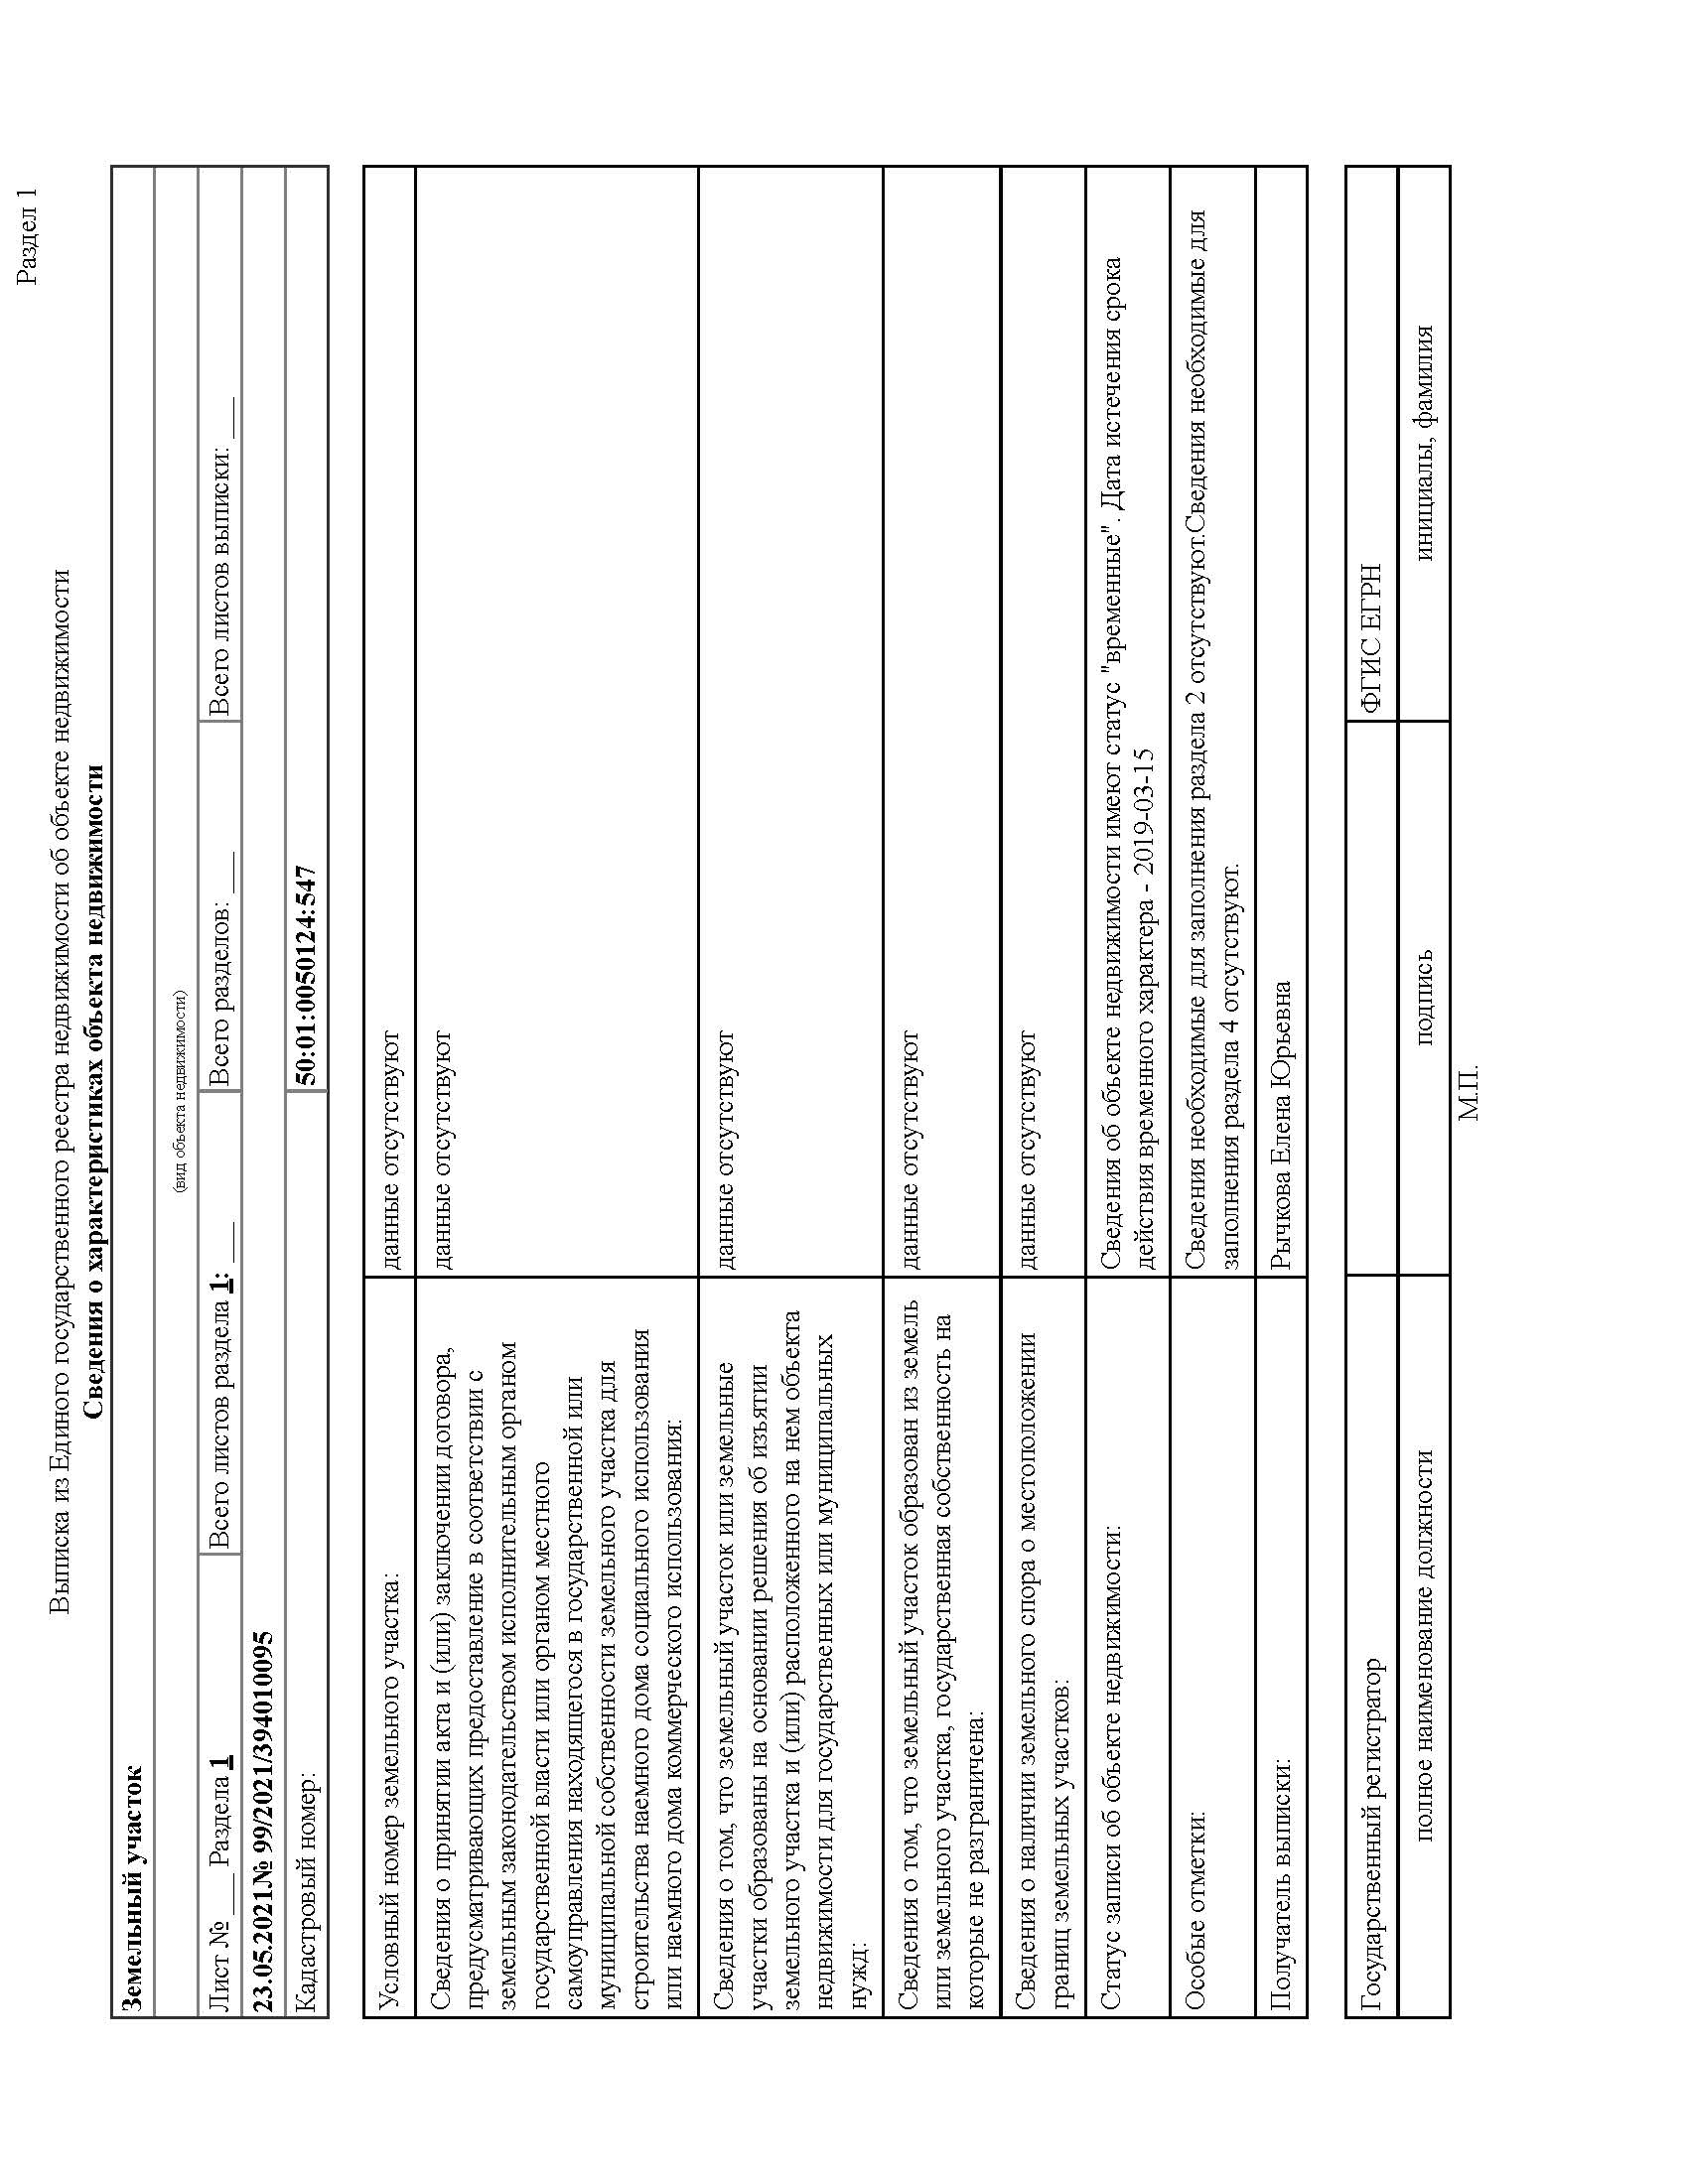 Раздел 1
Выписка из Единого государственного реестра недвижимости об объекте недвижимости
Сведения о характеристиках объекта недвижимости
Земельный участок
(вид объекта недвижимости)
Лист № ___ Раздела 1 Всего листов раздела 1: ___ Всего разделов: ___ Всего листов выписки: ___
23.05.2021№ 99/2021/394010095
Кадастровый номер: 50:01:0050124:547
Условный номер земельного участка: данные отсутствуют
Сведения о принятии акта и (или) заключении договора, данные отсутствуют
предусматривающих предоставление в соответствии с
земельным законодательством исполнительным органом
государственной власти или органом местного
самоуправления находящегося в государственной или
муниципальной собственности земельного участка для
строительства наемного дома социального использования
или наемного дома коммерческого использования:
Сведения о том, что земельный участок или земельные данные отсутствуют
участки образованы на основании решения об изъятии
земельного участка и (или) расположенного на нем объекта
недвижимости для государственных или муниципальных
нужд:
Сведения о том, что земельный участок образован из земель данные отсутствуют
или земельного участка, государственная собственность на
которые не разграничена:
Сведения о наличии земельного спора о местоположении данные отсутствуют
границ земельных участков:
Статус записи об объекте недвижимости: Сведения об объекте недвижимости имеют статус "временные". Дата истечения срока
действия временного характера - 2019-03-15
Особые отметки: Сведения необходимые для заполнения раздела 2 отсутствуют.Сведения необходимые для
заполнения раздела 4 отсутствуют.
Получатель выписки: Рычкова Елена Юрьевна
Государственный регистратор ФГИС ЕГРН
полное наименование должности подпись инициалы, фамилия
М.П.